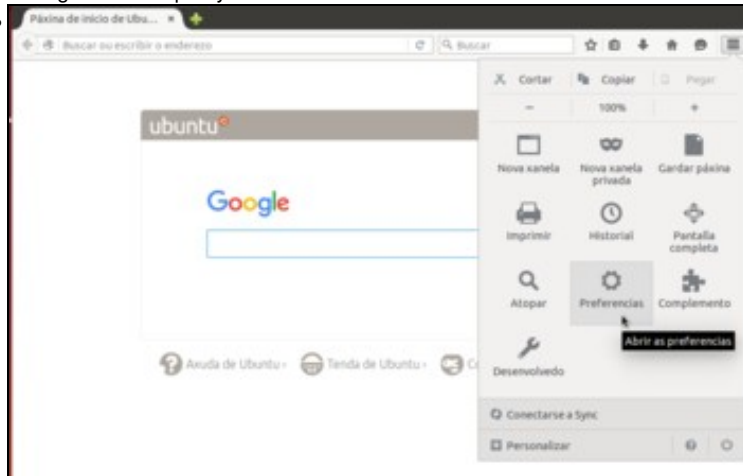 Páxina de inicio de Ubu...
Buscar ou escribir o enderezo
Buscar
Cortar
Copiar
Pegar
100%
ubuntu
Nova xanela
Nova xanela privada
Gardar páxina
Google
Imprimir
Historial
Pantalla completa
Atopar
Preferencias
Complemento
Abrir as preferencias
Axuda de Ubuntu
Tenda de Ubuntu
Desenvolvedo
Conectarse a Sync
Personalizar